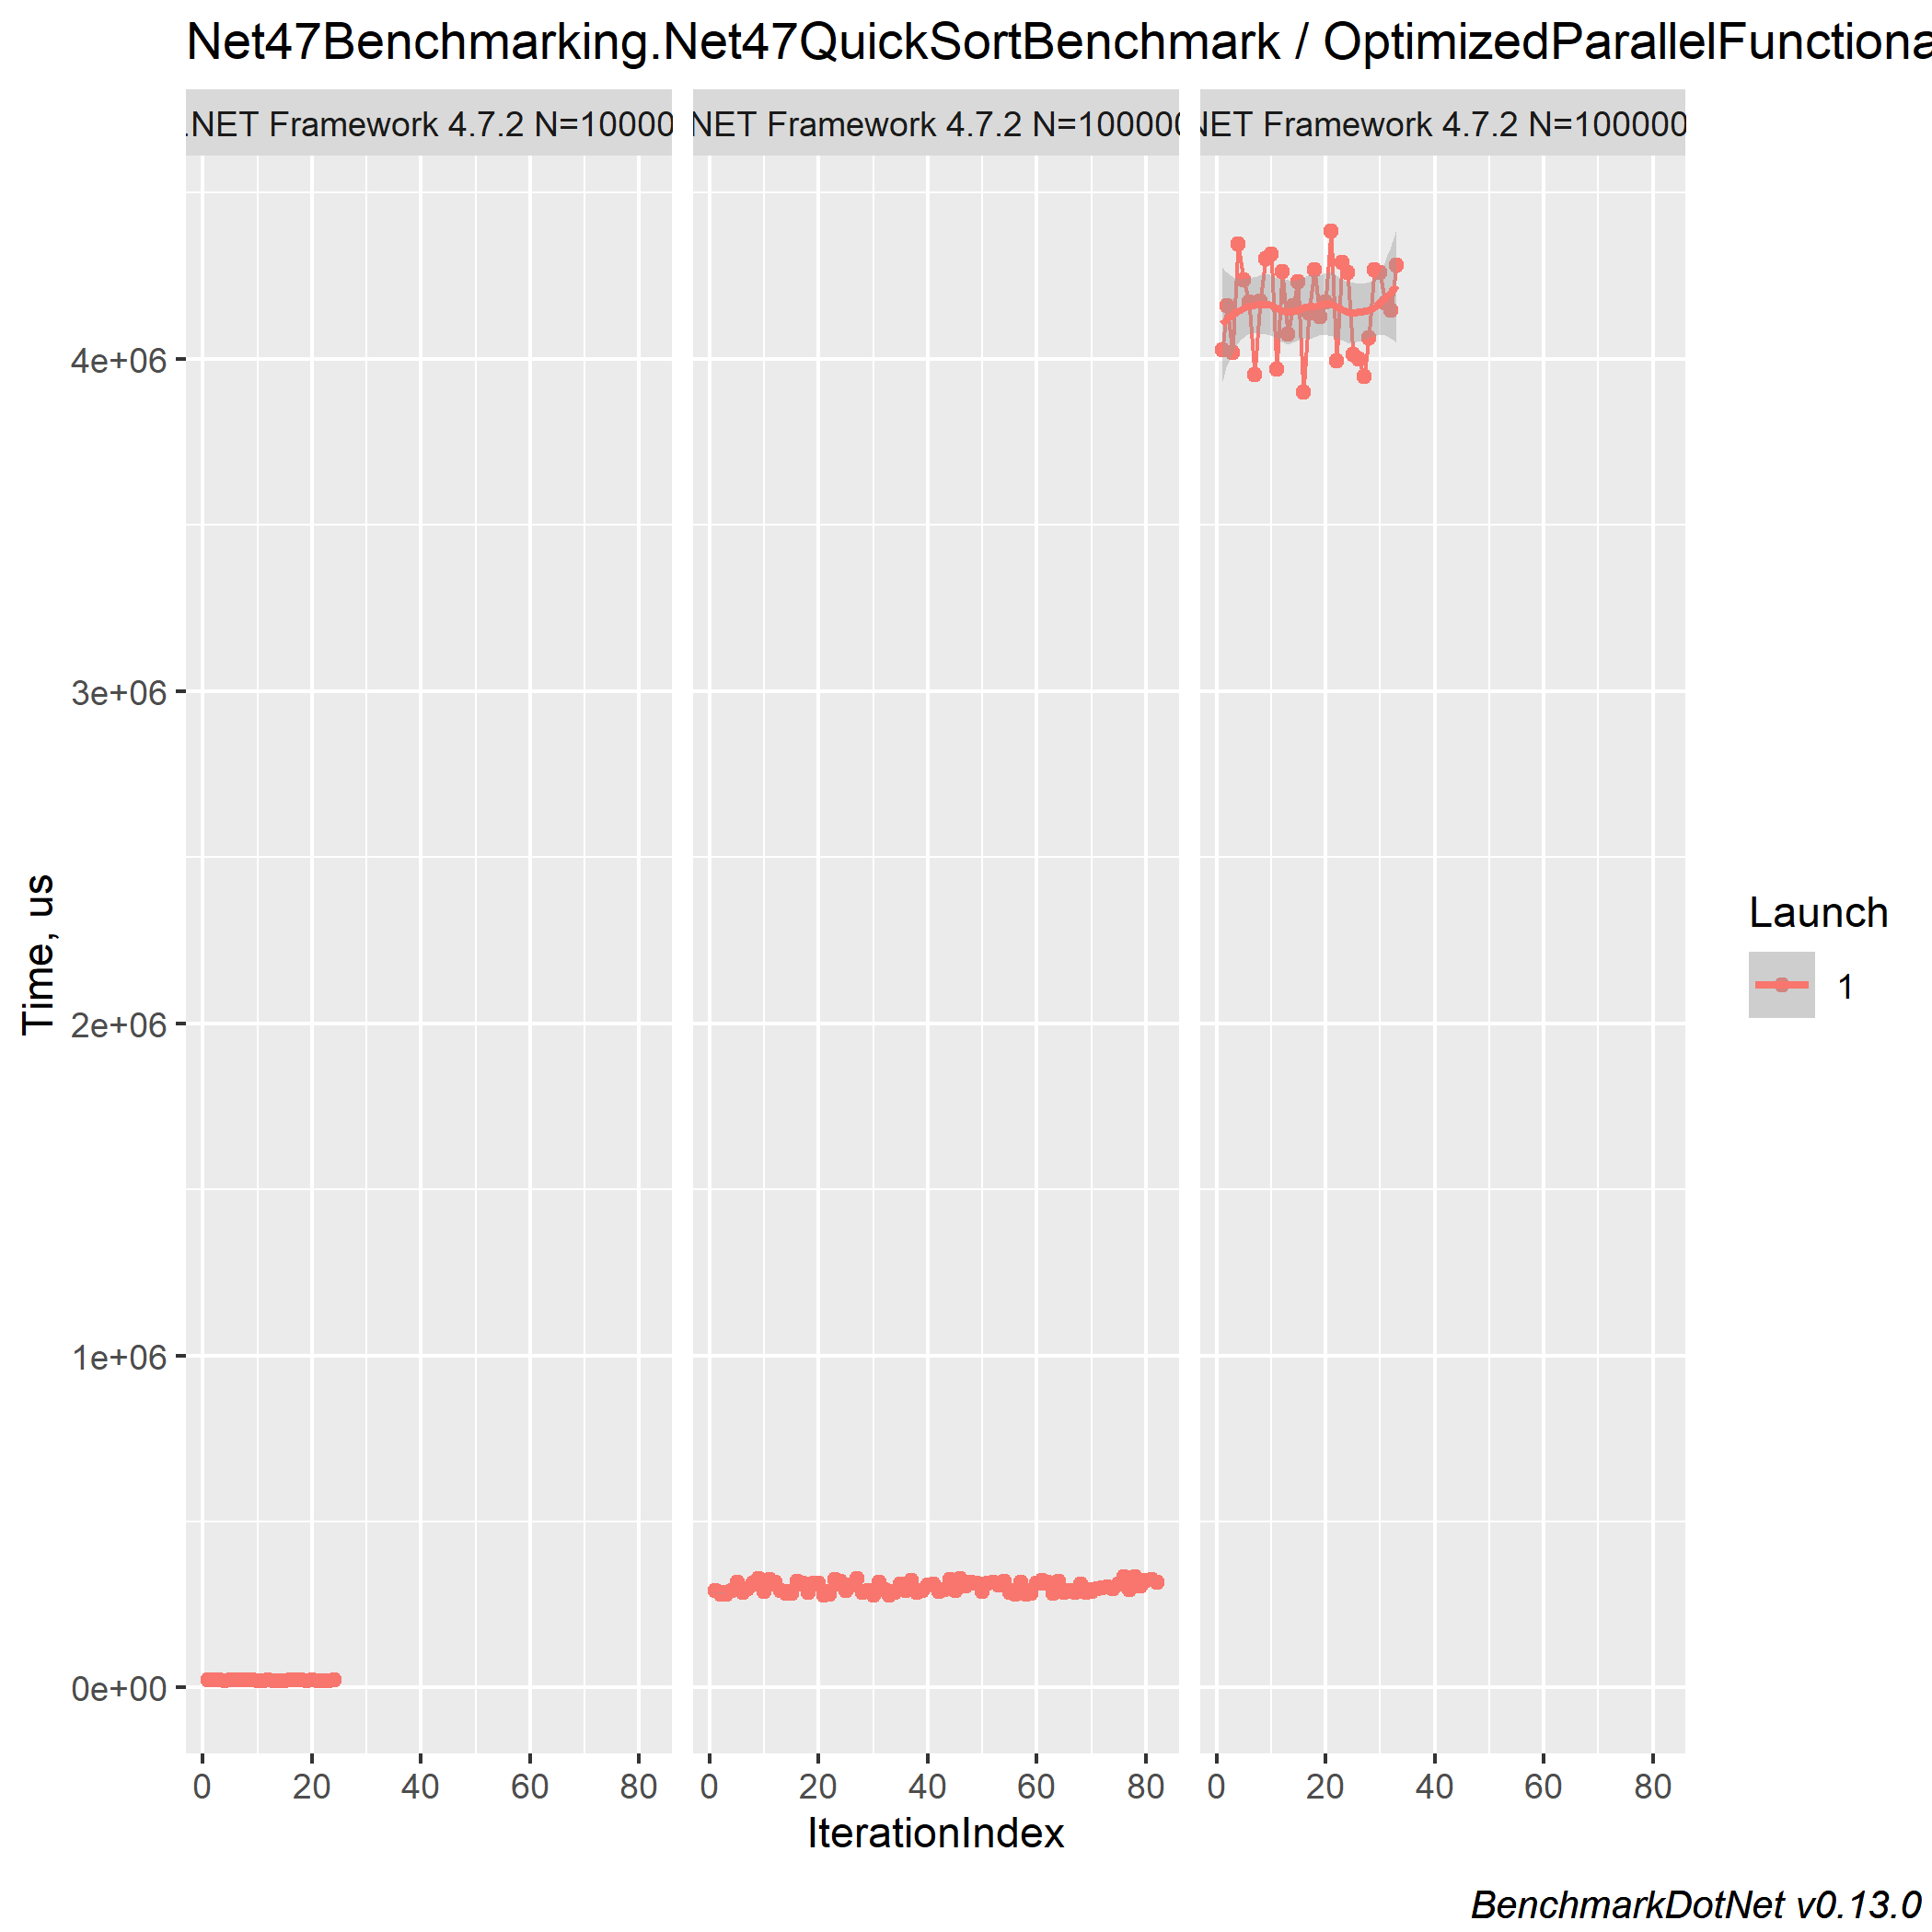 Net47Benchmarking.Net47QuickSortBenchmark / OptimizedParallelFunctiona
.NET Framework 4.7.2 N=10000
NET Framework 4.7.2 N=100000
NET Framework 4.7.2 N=100000
4e+06
3e+06
2e+06
1e+06
0e+00
Time, us
0 20 40 60 80
0 20 40 60 80
0 20 40 60 80
IterationIndex
Launch
1
BenchmarkDotNet v0.13.0